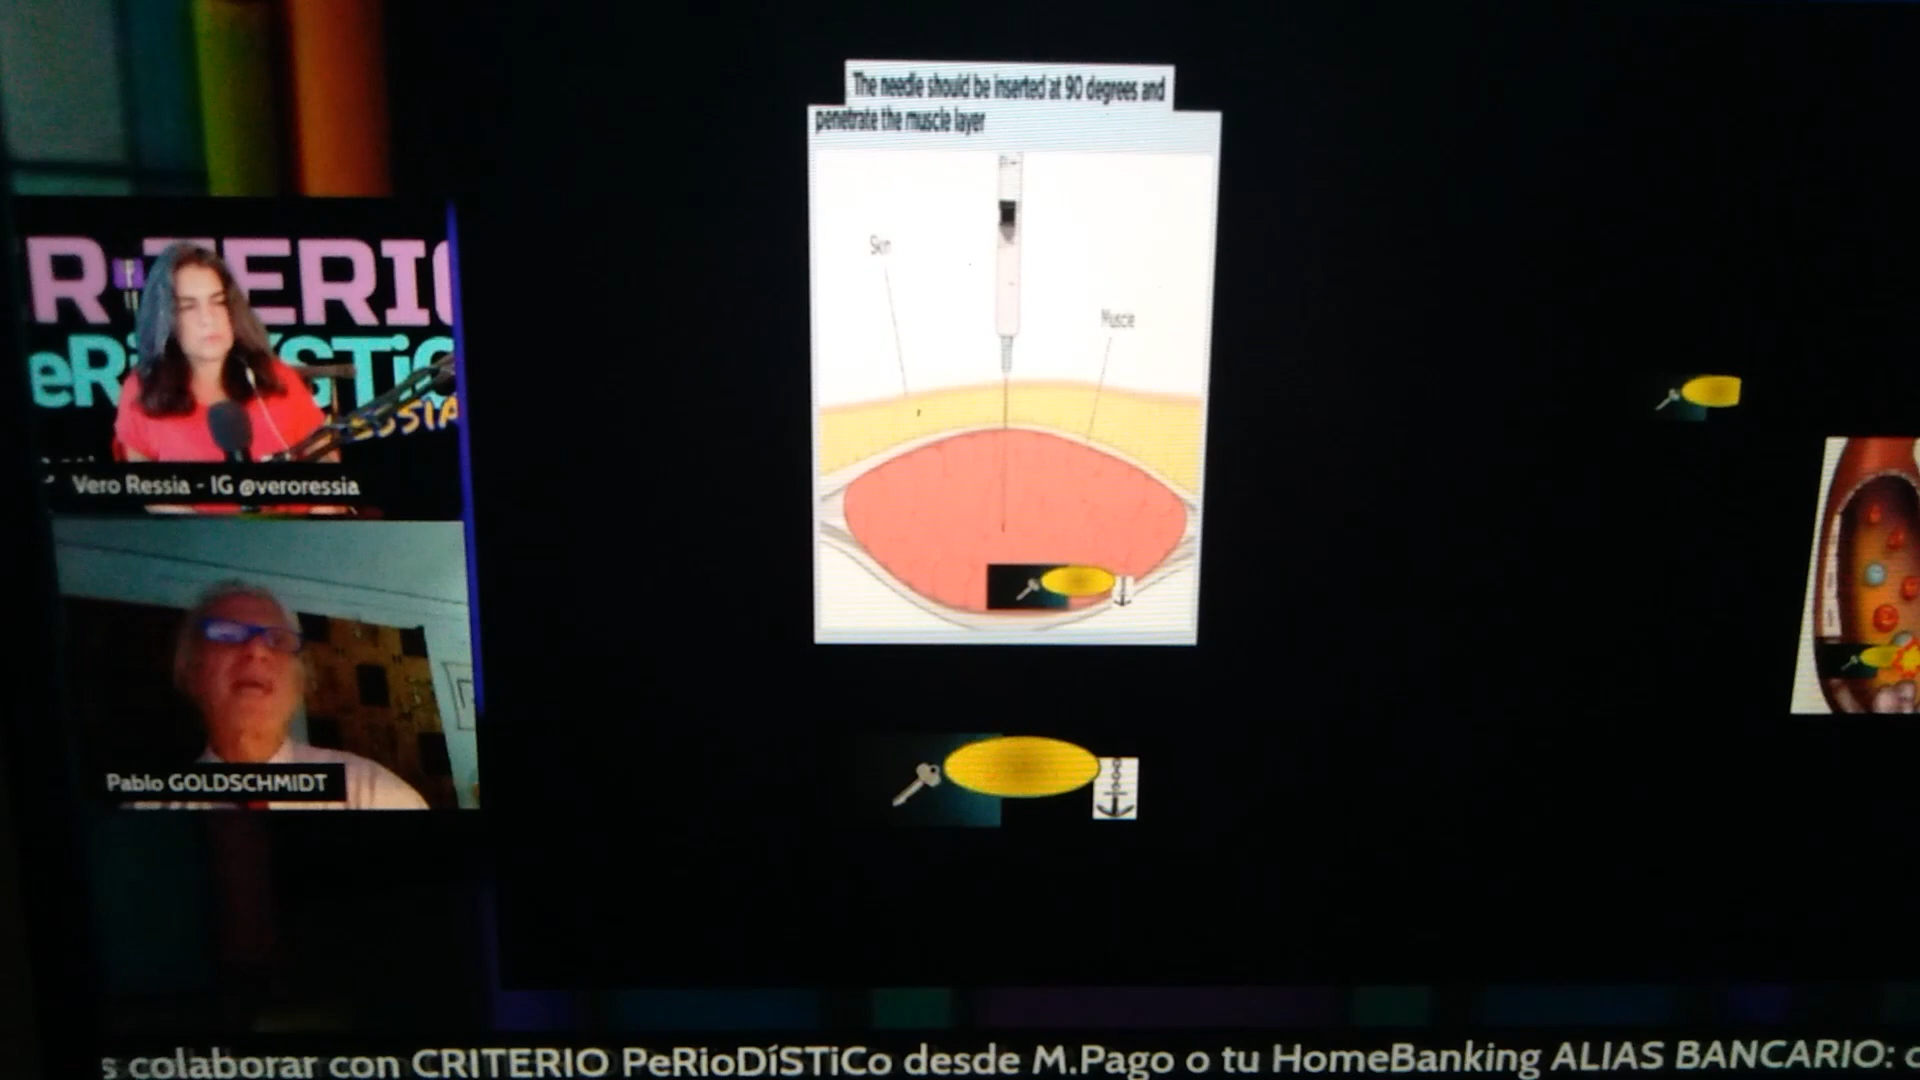 The needle should be inserted at 90 degrees and
penetrate the muscle layer
Skin
Muscle
R TERIO
Vero Ressia - IG @veroressia
Pablo GOLDSCHMIDT
s colaborar con CRITERIO PeRioDíSTiCo desde M.Pago o tu HomeBanking ALIAS BANCARIO: c